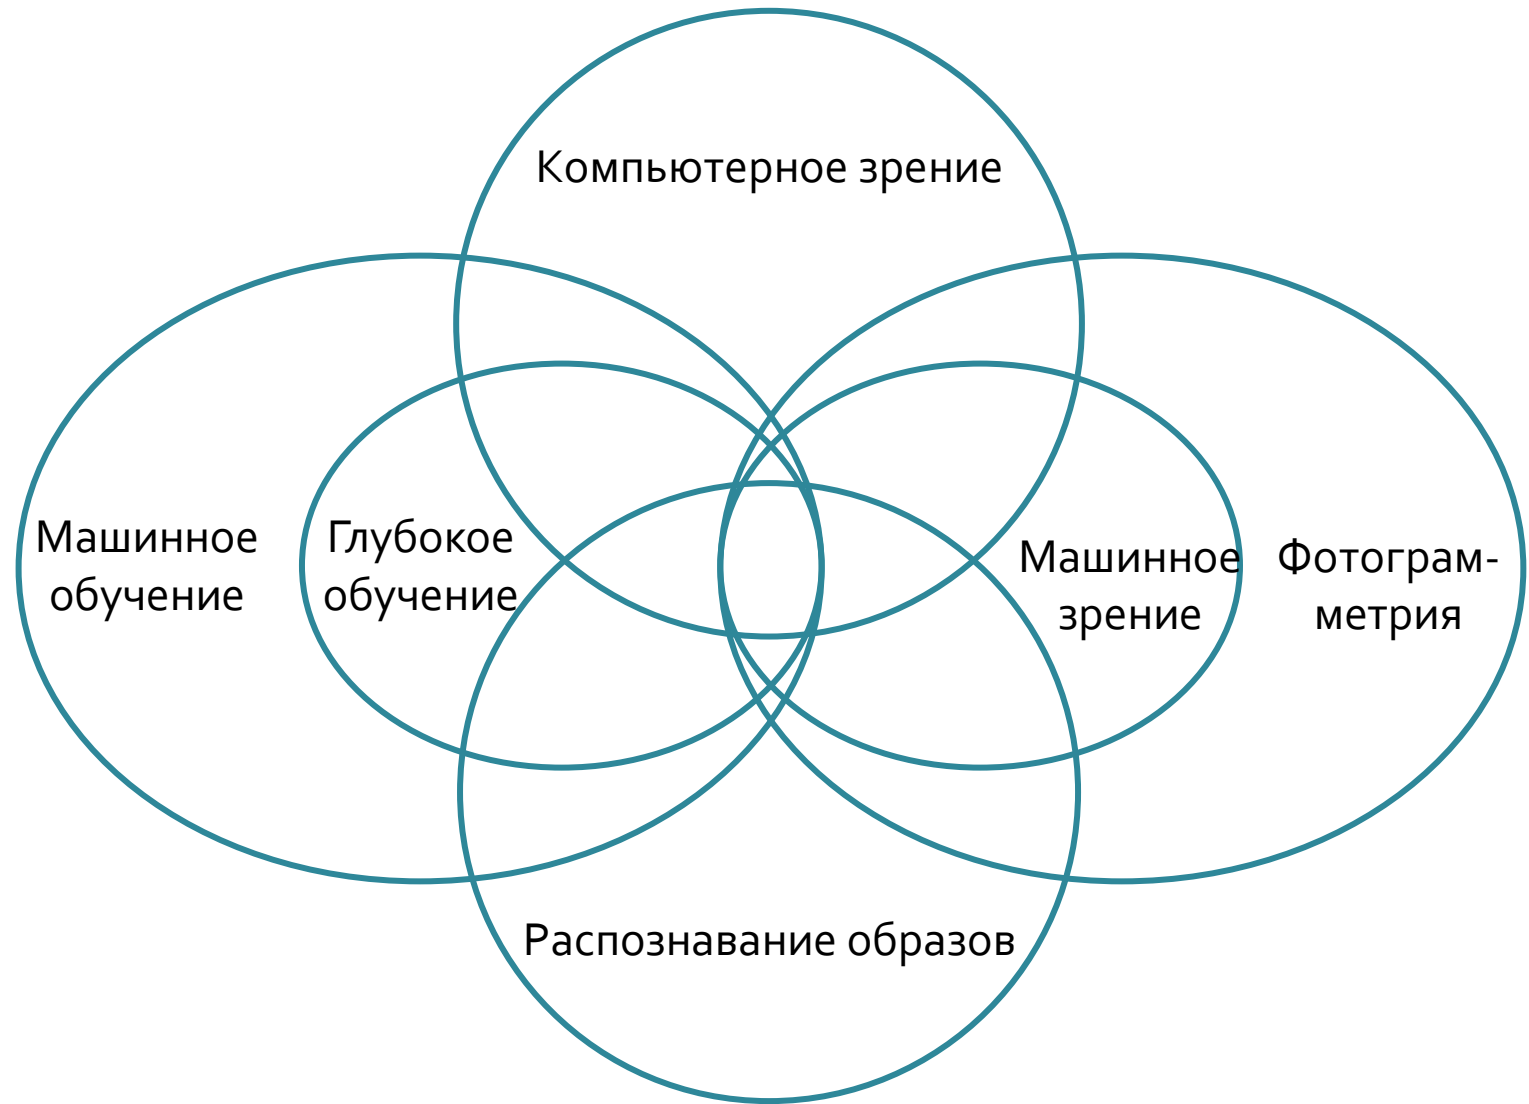 Компьютерное зрение
Машинное
обучение
Глубокое
обучение
Машинное
зрение
Фотограм-
метрия
Распознавание образов